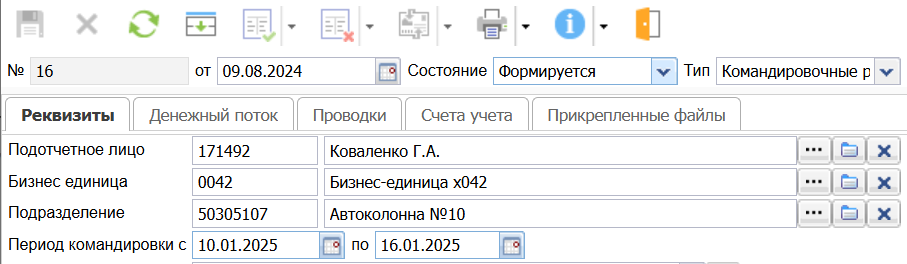 № 16 от 09.08.2024 Состояние Формируется Тип Командировочные р
Реквизиты Денежный поток Проводки Счета учета Прикрепленные файлы
Подотчетное лицо 171492 Коваленко Г.А. ...
Бизнес единица 0042 Бизнес-единица x042 ...
Подразделение 50305107 Автоколонна №10 ...
Период командировки с 10.01.2025 по 16.01.2025